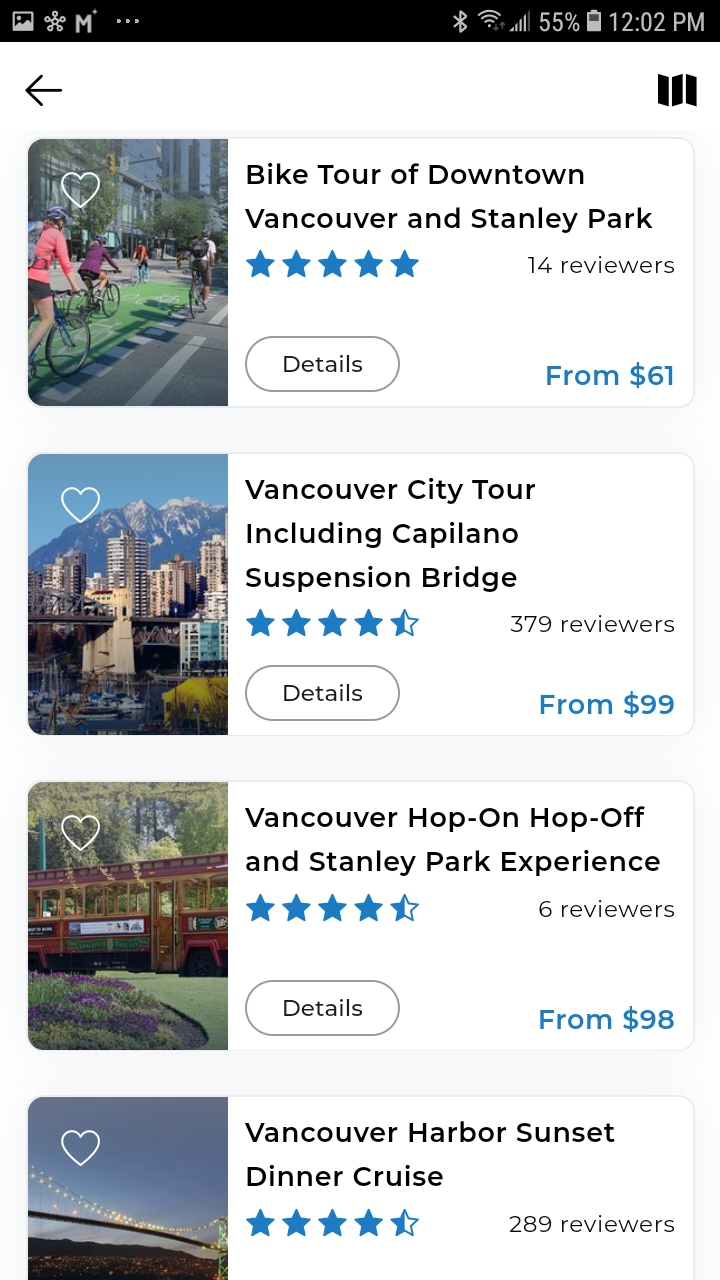 55% 12:02 PM
Bike Tour of Downtown
Vancouver and Stanley Park
14 reviewers
Details
From $61
Vancouver City Tour
Including Capilano
Suspension Bridge
379 reviewers
Details
From $99
Vancouver Hop-On Hop-Off
and Stanley Park Experience
6 reviewers
Details
From $98
Vancouver Harbor Sunset
Dinner Cruise
289 reviewers